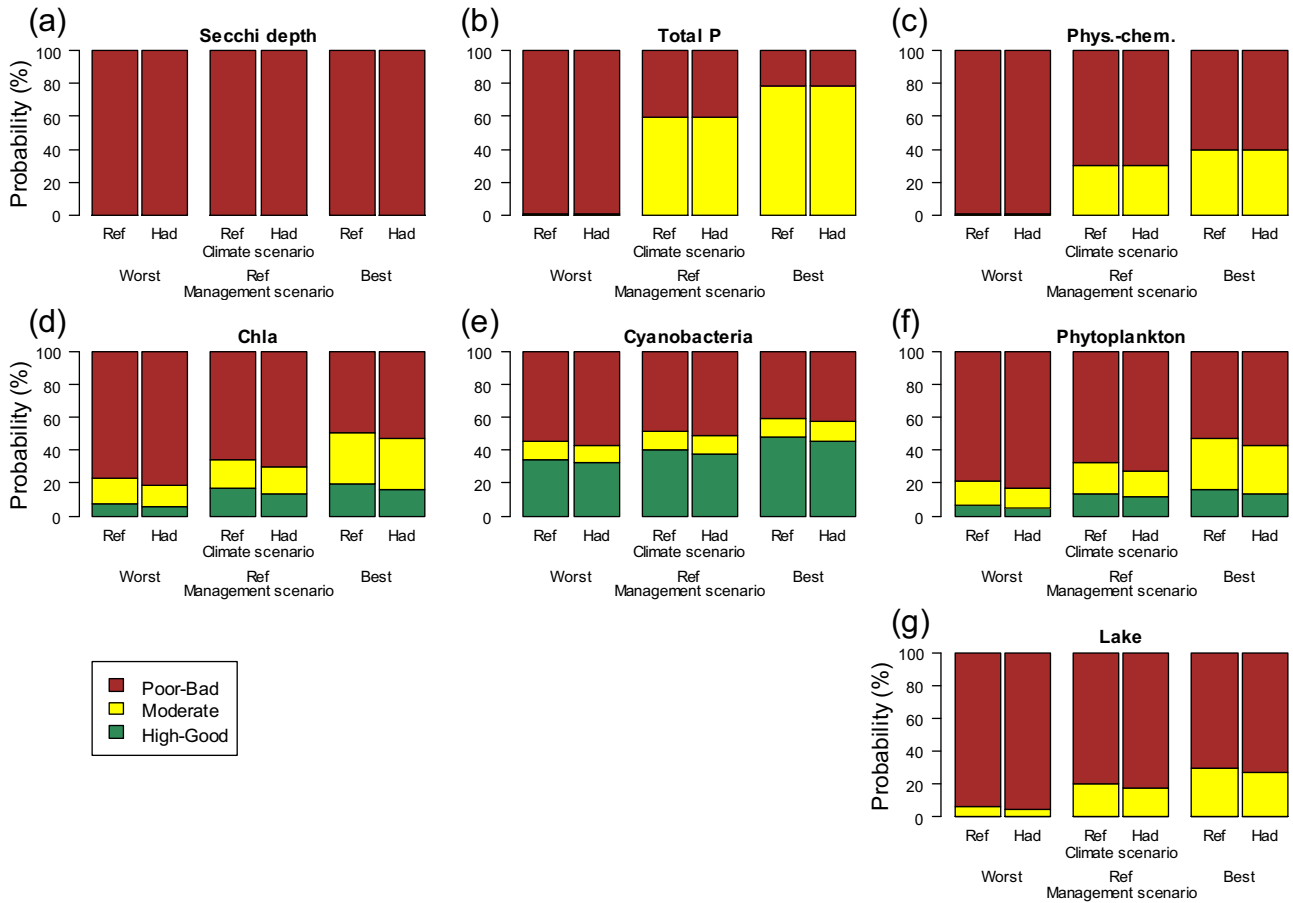 (a)
Secchi depth
Probability (%)
100
80
60
40
20
0
Ref Had Ref Had Ref Had
Climate scenario
Worst Ref Best
Management scenario
(b)
Total P
100
80
60
40
20
0
Ref Had Ref Had Ref Had
Climate scenario
Worst Ref Best
Management scenario
(c)
Phys.-chem.
100
80
60
40
20
0
Ref Had Ref Had Ref Had
Climate scenario
Worst Ref Best
Management scenario
(d)
Chla
Probability (%)
100
80
60
40
20
0
Ref Had Ref Had Ref Had
Climate scenario
Worst Ref Best
Management scenario
(e)
Cyanobacteria
100
80
60
40
20
0
Ref Had Ref Had Ref Had
Climate scenario
Worst Ref Best
Management scenario
(f)
Phytoplankton
100
80
60
40
20
0
Ref Had Ref Had Ref Had
Climate scenario
Worst Ref Best
Management scenario
Poor-Bad
Moderate
High-Good
(g)
Lake
Probability (%)
100
80
60
40
20
0
Ref Had Ref Had Ref Had
Climate scenario
Worst Ref Best
Management scenario